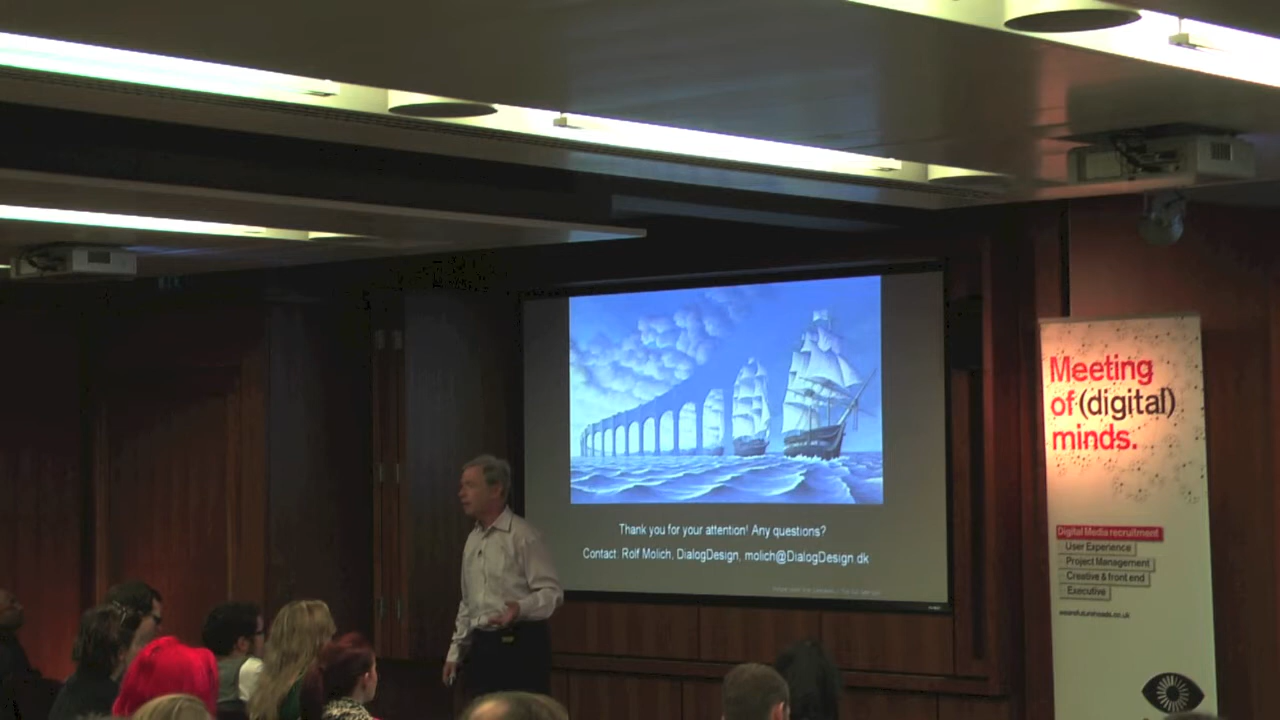 Thank you for your attention! Any questions?
Contact: Rolf Molich, DialogDesign, molich@DialogDesign.dk
Meeting
of (digital)
minds.
Digital Media recruitment
User Experience
Project Management
Creative & front end
Executive